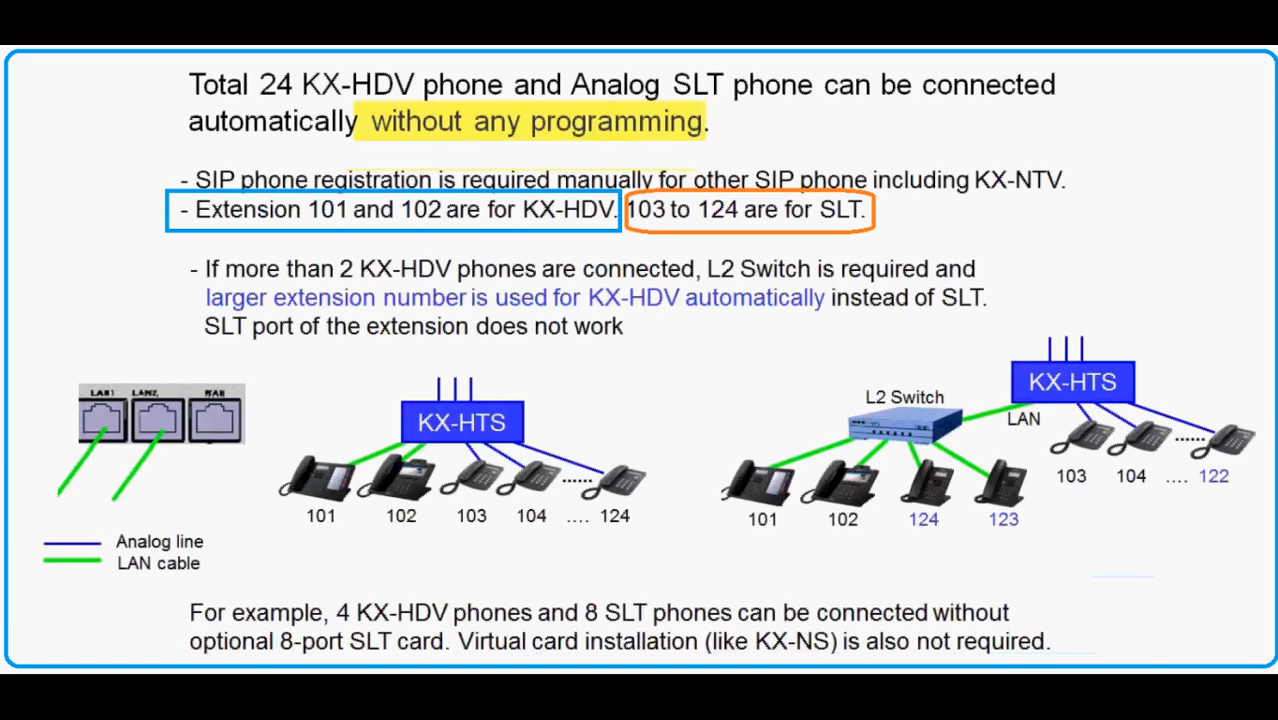 Total 24 KX-HDV phone and Analog SLT phone can be connected
automatically without any programming.
- SIP phone registration is required manually for other SIP phone including KX-NTV.
- Extension 101 and 102 are for KX-HDV. 103 to 124 are for SLT.
- If more than 2 KX-HDV phones are connected, L2 Switch is required and
larger extension number is used for KX-HDV automatically instead of SLT.
SLT port of the extension does not work
LAN1 LAN2 WAN
KX-HTS
101 102 103 104 .... 124
L2 Switch
KX-HTS
LAN
103 104 .... 122
101 102 124 123
Analog line
LAN cable
For example, 4 KX-HDV phones and 8 SLT phones can be connected without
optional 8-port SLT card. Virtual card installation (like KX-NS) is also not required.